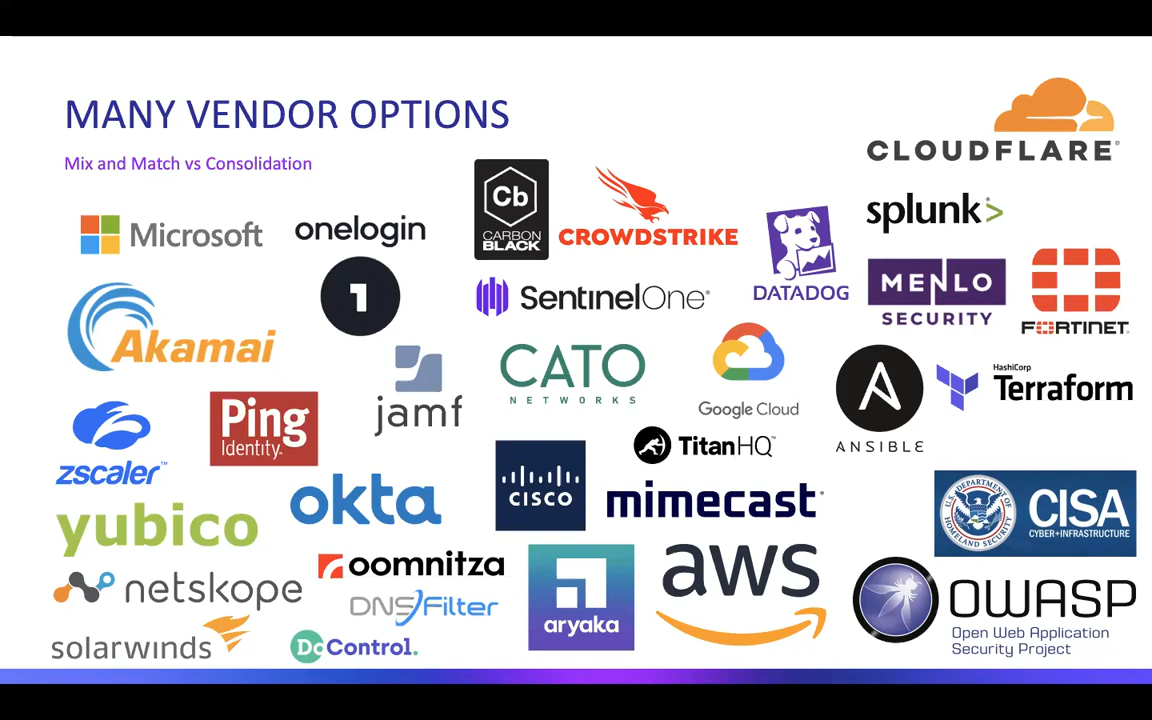 MANY VENDOR OPTIONS
Mix and Match vs Consolidation
CLOUDFLARE
Microsoft
onelogin
1
Cb
CARBON
BLACK
CROWDSTRIKE
DATADOG
splunk>
SentinelOne
MENLO
SECURITY
FORTINET
Akamai
jamf
CATO
NETWORKS
Google Cloud
A
ANSIBLE
HashiCorp
Terraform
zscaler™
Ping
Identity
TitanHQ™
okta
CISCO
mimecast
U.S. DEPARTMENT OF
HOMELAND SECURITY
CISA
CYBER+INFRASTRUCTURE
yubico
netskope
oomnitza
DNSFilter
aryaka
aws
OWASP
Open Web Application
Security Project
solarwinds
DoControl.